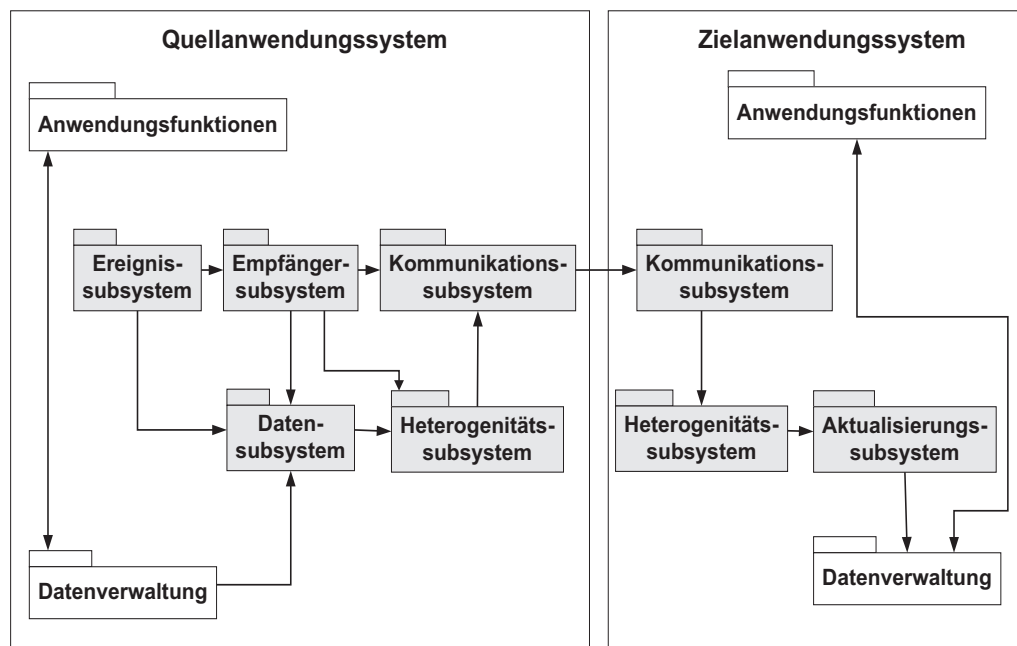 Quellanwendungssystem
Anwendungsfunktionen
Ereignis-
subsystem
Empfänger-
subsystem
Kommunikations-
subsystem
Daten-
subsystem
Heterogenitäts-
subsystem
Datenverwaltung
Zielanwendungssystem
Anwendungsfunktionen
Kommunikations-
subsystem
Heterogenitäts-
subsystem
Aktualisierungs-
subsystem
Datenverwaltung